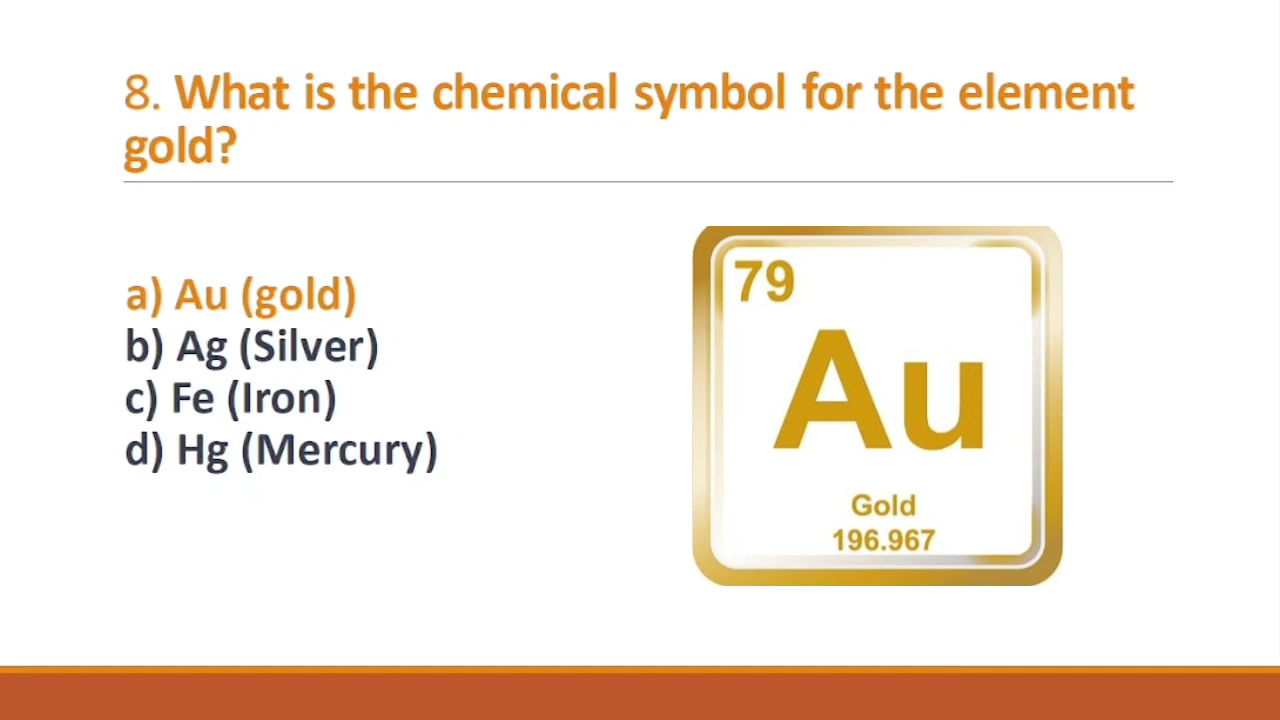 8. What is the chemical symbol for the element
gold?
a) Au (gold)
b) Ag (Silver)
c) Fe (Iron)
d) Hg (Mercury)
79
Au
Gold
196.967